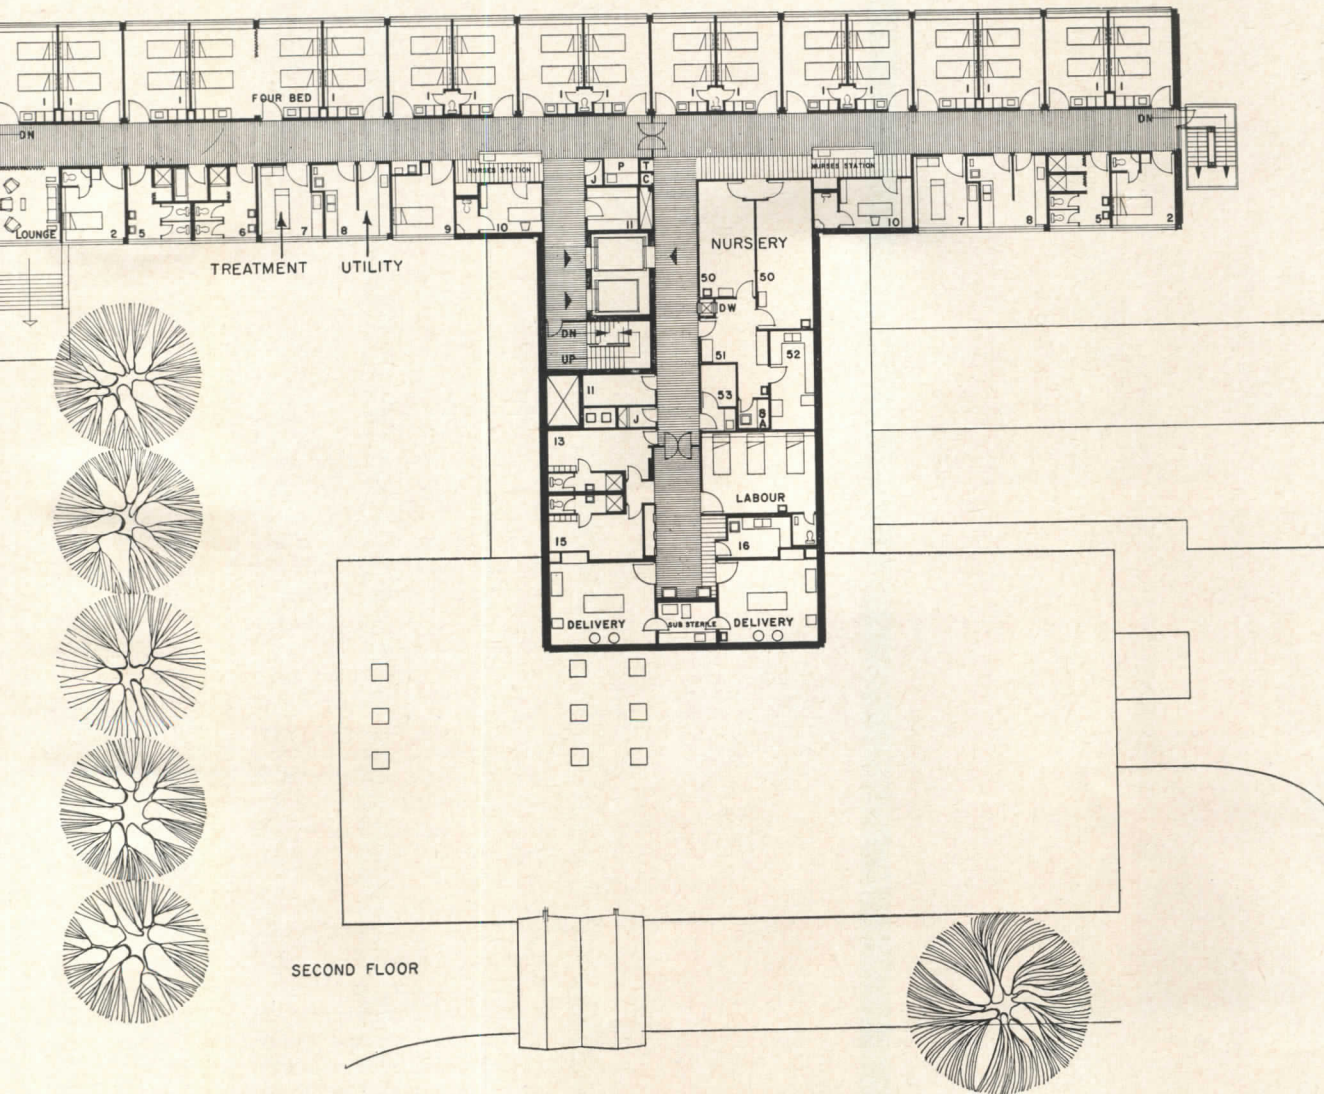 I I I I I I I I I I I I I I I I
FOUR BED
DN
DN
NURSES STATION
NURSES STATION
P
T
J
C
LOUNGE
2
5
6
7
8
9
10
11
10
7
8
5
2
TREATMENT
UTILITY
NURSERY
50
50
DW
DN
UP
51
52
11
53
J
B
A
13
LABOUR
15
16
DELIVERY
SUB STERILE
DELIVERY
SECOND FLOOR